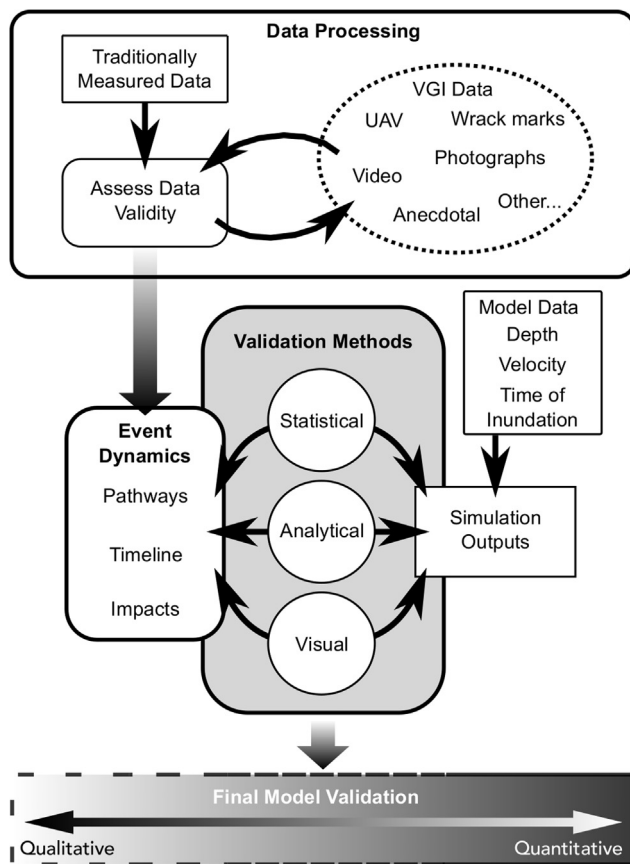 Data Processing
Traditionally
Measured Data
VGI Data
UAV
Wrack marks
Photographs
Video
Assess Data
Validity
Other...
Anecdotal
Model Data
Depth
Velocity
Time of
Inundation
Validation Methods
Statistical
Event
Dynamics
Pathways
Analytical
Simulation
Outputs
Timeline
Impacts
Visual
Final Model Validation
Qualitative
Quantitative